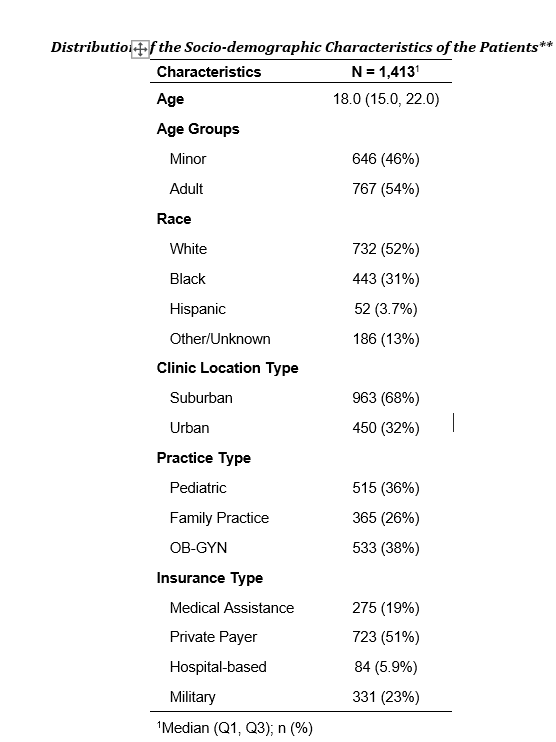 Distribution of the Socio-demographic Characteristics of the Patients**
Characteristics N = 1,413¹
Age 18.0 (15.0, 22.0)
Age Groups
Minor 646 (46%)
Adult 767 (54%)
Race
White 732 (52%)
Black 443 (31%)
Hispanic 52 (3.7%)
Other/Unknown 186 (13%)
Clinic Location Type
Suburban 963 (68%)
Urban 450 (32%)
Practice Type
Pediatric 515 (36%)
Family Practice 365 (26%)
OB-GYN 533 (38%)
Insurance Type
Medical Assistance 275 (19%)
Private Payer 723 (51%)
Hospital-based 84 (5.9%)
Military 331 (23%)
¹Median (Q1, Q3); n (%)